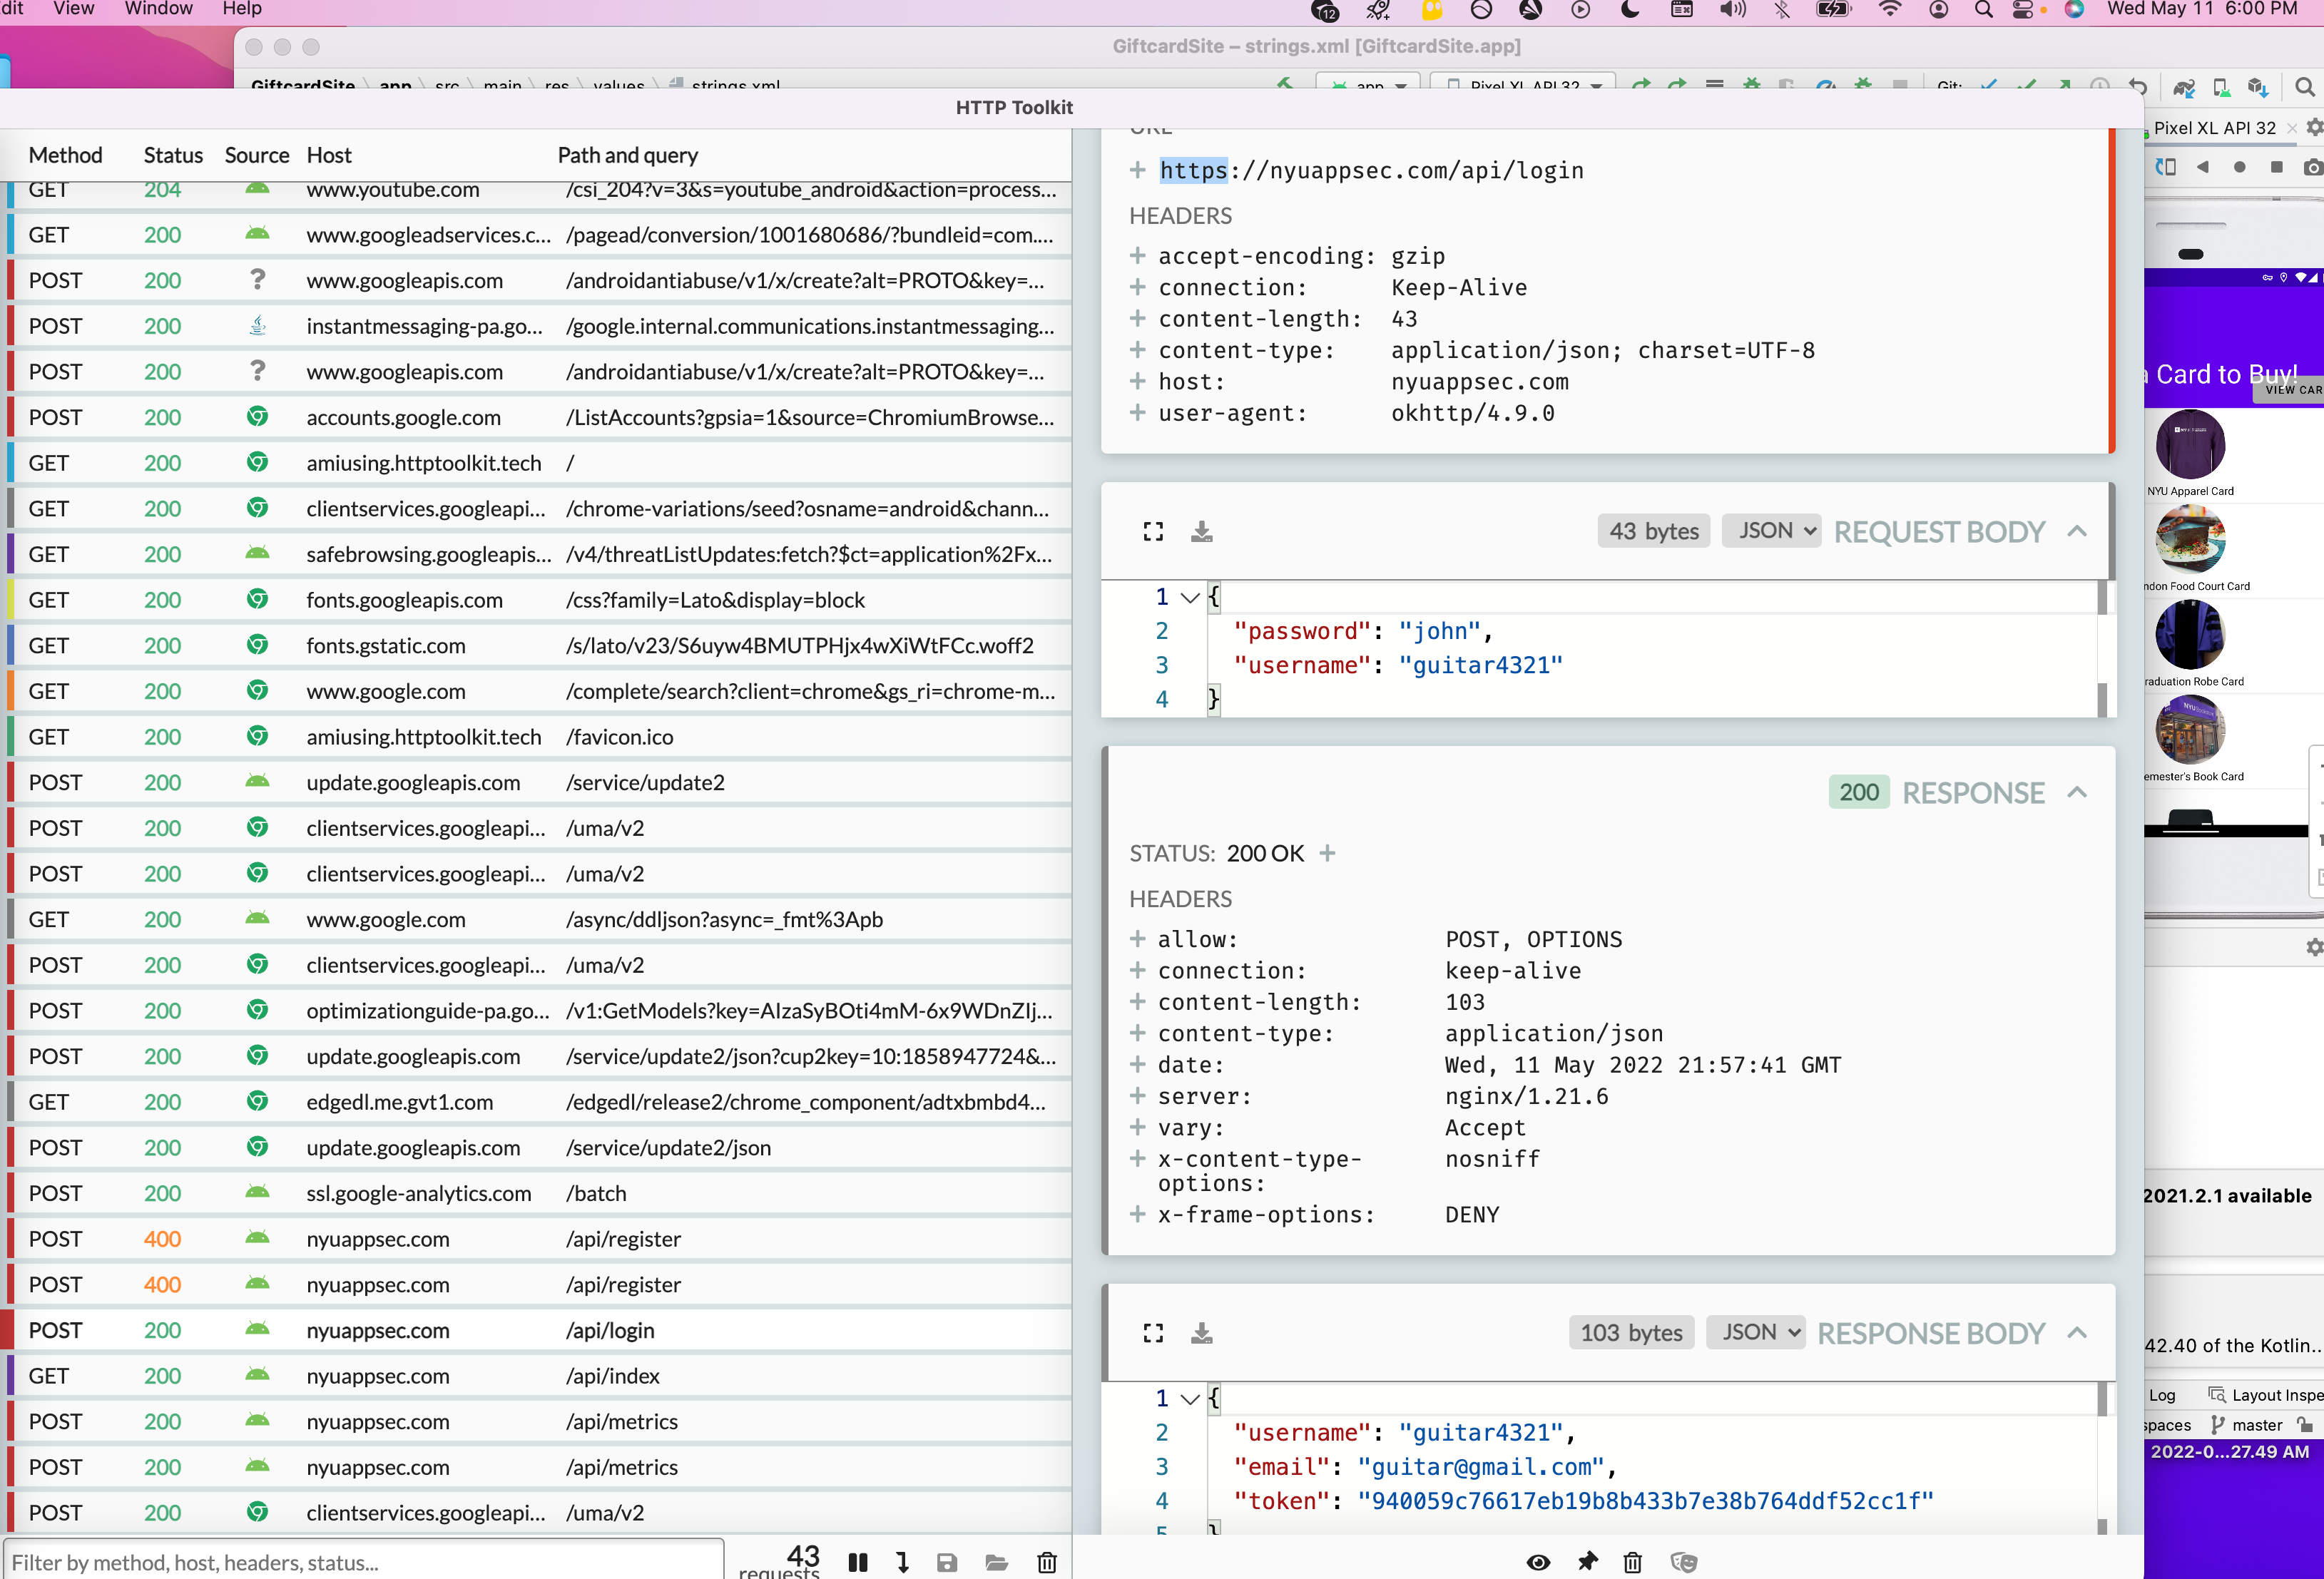 dit View Window Help 12 Wed May 11 6:00 PM
GiftcardSite – strings.xml [GiftcardSite.app]
GiftcardSite app src main res values strings.xml app Pixel XL API 32 Git:
HTTP Toolkit
Pixel XL API 32
Method Status Source Host Path and query
GET 204 www.youtube.com /csi_204?v=3&s=youtube_android&action=process...
GET 200 www.googleadservices.c... /pagead/conversion/1001680686/?bundleid=com....
POST 200 ? www.googleapis.com /androidantiabuse/v1/x/create?alt=PROTO&key=...
POST 200 instantmessaging-pa.go... /google.internal.communications.instantmessaging...
POST 200 ? www.googleapis.com /androidantiabuse/v1/x/create?alt=PROTO&key=...
POST 200 accounts.google.com /ListAccounts?gpsia=1&source=ChromiumBrowse...
GET 200 amiusing.httptoolkit.tech /
GET 200 clientservices.googleapi... /chrome-variations/seed?osname=android&chann...
GET 200 safebrowsing.googleapis... /v4/threatListUpdates:fetch?$ct=application%2Fx...
GET 200 fonts.googleapis.com /css?family=Lato&display=block
GET 200 fonts.gstatic.com /s/lato/v23/S6uyw4BMUTPHjx4wXiWtFCc.woff2
GET 200 www.google.com /complete/search?client=chrome&gs_ri=chrome-m...
GET 200 amiusing.httptoolkit.tech /favicon.ico
POST 200 update.googleapis.com /service/update2
POST 200 clientservices.googleapi... /uma/v2
POST 200 clientservices.googleapi... /uma/v2
GET 200 www.google.com /async/ddljson?async=_fmt%3Apb
POST 200 clientservices.googleapi... /uma/v2
POST 200 optimizationguide-pa.go... /v1:GetModels?key=AIzaSyBOti4mM-6x9WDnZIj...
POST 200 update.googleapis.com /service/update2/json?cup2key=10:1858947724&...
GET 200 edgedl.me.gvt1.com /edgedl/release2/chrome_component/adtxbmbd4...
POST 200 update.googleapis.com /service/update2/json
POST 200 ssl.google-analytics.com /batch
POST 400 nyuappsec.com /api/register
POST 400 nyuappsec.com /api/register
POST 200 nyuappsec.com /api/login
GET 200 nyuappsec.com /api/index
POST 200 nyuappsec.com /api/metrics
POST 200 nyuappsec.com /api/metrics
POST 200 clientservices.googleapi... /uma/v2
Filter by method, host, headers, status...
43
requests
URL
https://nyuappsec.com/api/login
HEADERS
accept-encoding: gzip
connection: Keep-Alive
content-length: 43
content-type: application/json; charset=UTF-8
host: nyuappsec.com
user-agent: okhttp/4.9.0
43 bytes JSON REQUEST BODY
1 {
2 "password": "john",
3 "username": "guitar4321"
4 }
200 RESPONSE
STATUS: 200 OK
HEADERS
allow: POST, OPTIONS
connection: keep-alive
content-length: 103
content-type: application/json
date: Wed, 11 May 2022 21:57:41 GMT
server: nginx/1.21.6
vary: Accept
x-content-type- nosniff
options:
x-frame-options: DENY
103 bytes JSON RESPONSE BODY
1 {
2 "username": "guitar4321",
3 "email": "guitar@gmail.com",
4 "token": "940059c76617eb19b8b433b7e38b764ddf52cc1f"
5 }
a Card to Buy!
VIEW CAR
NYU Apparel Card
ndon Food Court Card
raduation Robe Card
emester's Book Card
2021.2.1 available
42.40 of the Kotlin...
Log Layout Inspe
spaces master
2022-0...27.49 AM